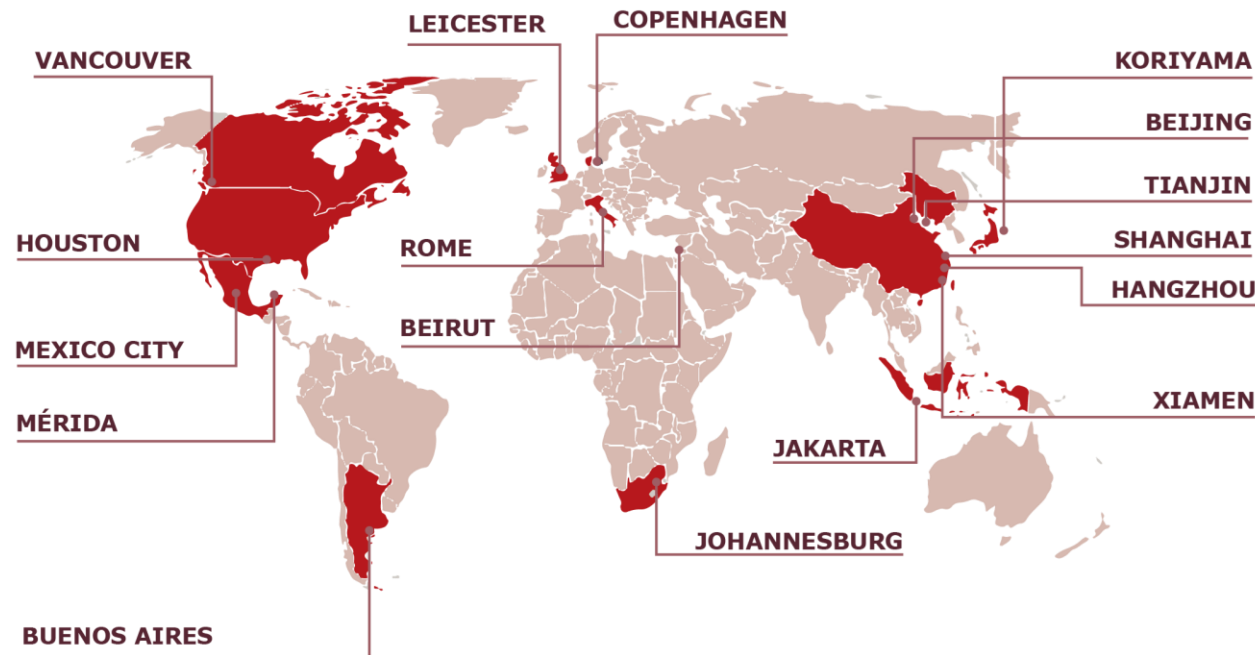 LEICESTER
COPENHAGEN
VANCOUVER
KORIYAMA
BEIJING
TIANJIN
HOUSTON
ROME
SHANGHAI
HANGZHOU
BEIRUT
MEXICO CITY
XIAMEN
MÉRIDA
JAKARTA
JOHANNESBURG
BUENOS AIRES